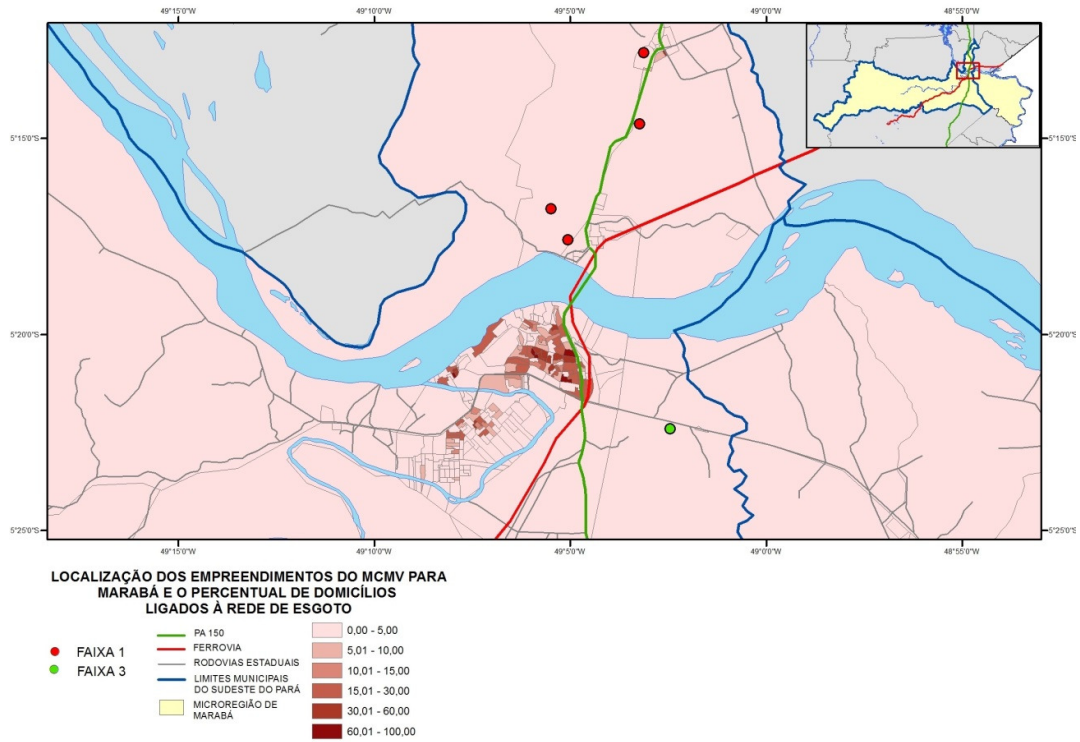 49°15'0"W
49°10'0"W
49°5'0"W
49°0'0"W
48°55'0"W
5°15'0"S
5°15'0"S
5°20'0"S
5°20'0"S
5°25'0"S
5°25'0"S
49°15'0"W
49°10'0"W
49°5'0"W
49°0'0"W
48°55'0"W
LOCALIZAÇÃO DOS EMPREENDIMENTOS DO MCMV PARA
MARABÁ E O PERCENTUAL DE DOMICÍLIOS
LIGADOS À REDE DE ESGOTO
FAIXA 1
FAIXA 3
PA 150
FERROVIA
RODOVIAS ESTADUAIS
LIMITES MUNICIPAIS
DO SUDESTE DO PARÁ
MICROREGIÃO DE
MARABÁ
0,00 - 5,00
5,01 - 10,00
10,01 - 15,00
15,01 - 30,00
30,01 - 60,00
60,01 - 100,00